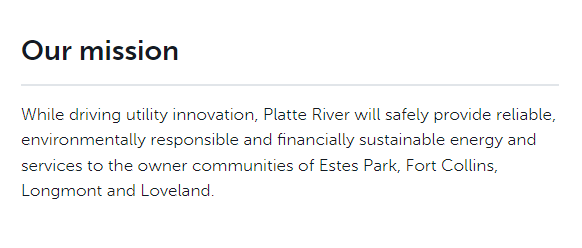 Our mission
While driving utility innovation, Platte River will safely provide reliable,
environmentally responsible and financially sustainable energy and
services to the owner communities of Estes Park, Fort Collins,
Longmont and Loveland.